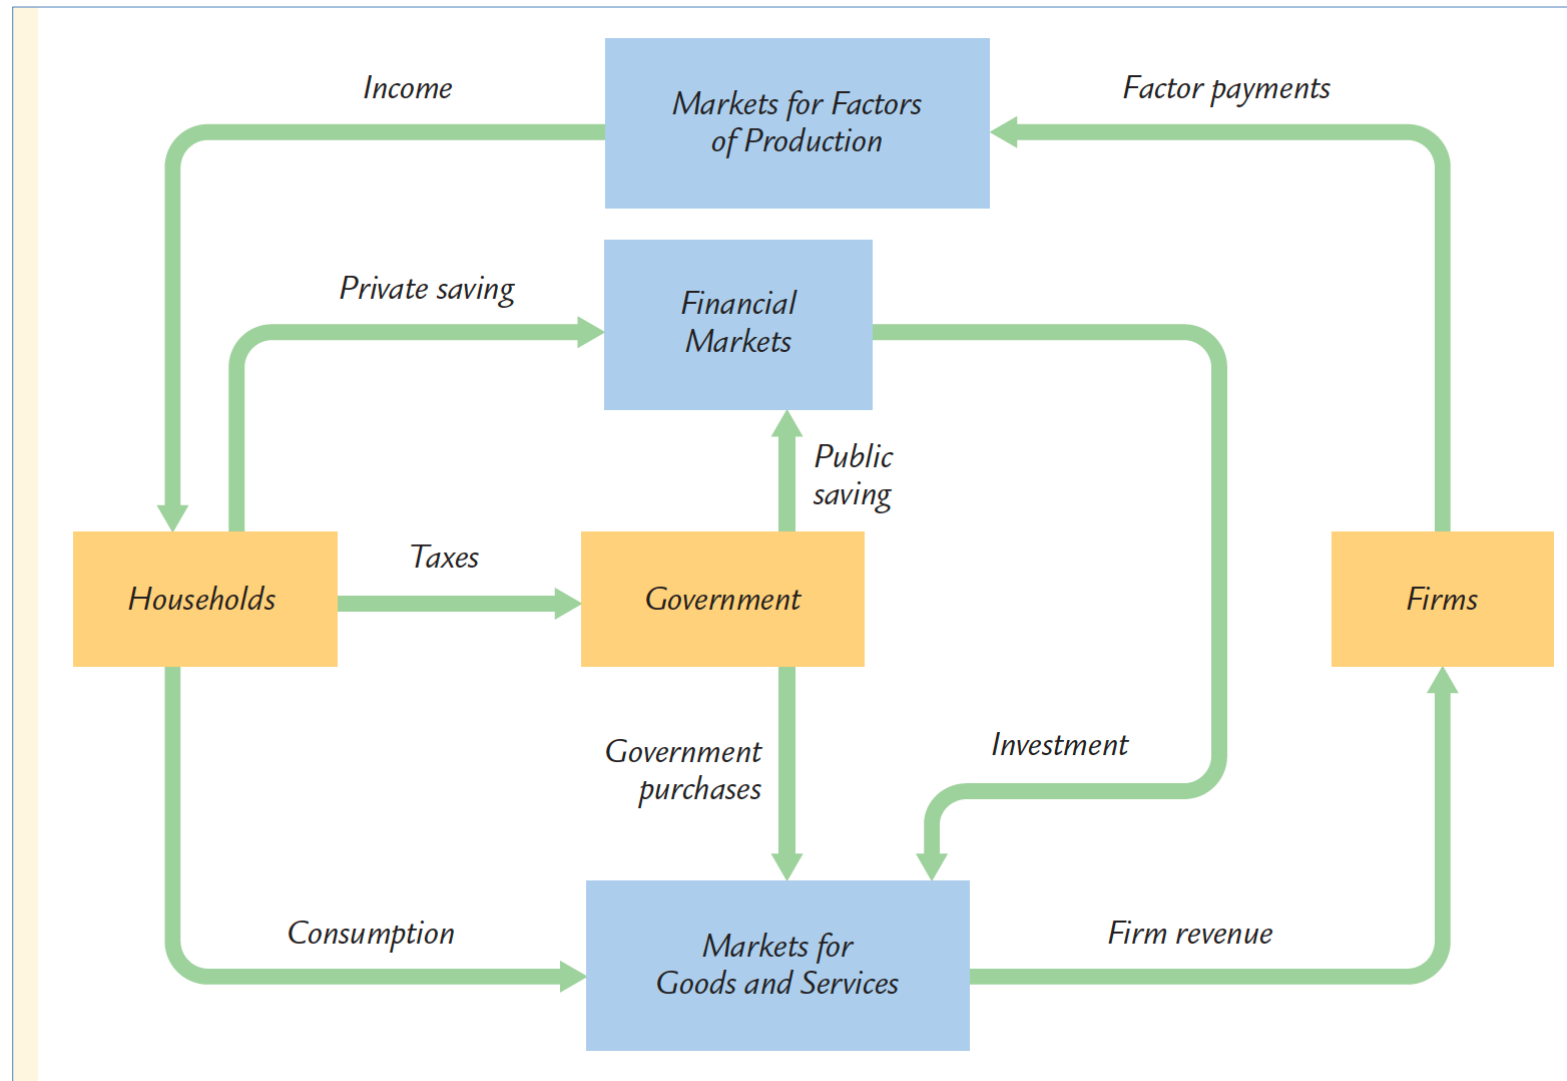 Income
Markets for Factors
of Production
Factor payments
Private saving
Financial
Markets
Public
saving
Households
Taxes
Government
Firms
Government
purchases
Investment
Consumption
Markets for
Goods and Services
Firm revenue